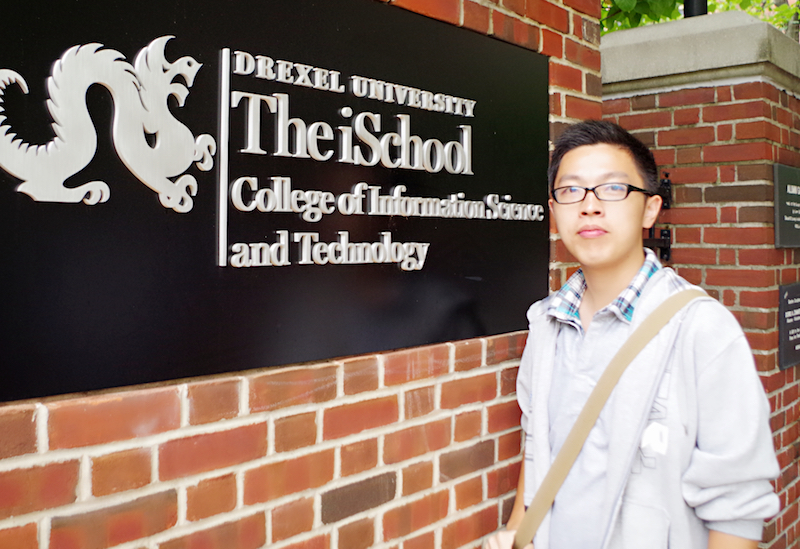 DREXEL UNIVERSITY
The iSchool
College of Information Science
and Technology